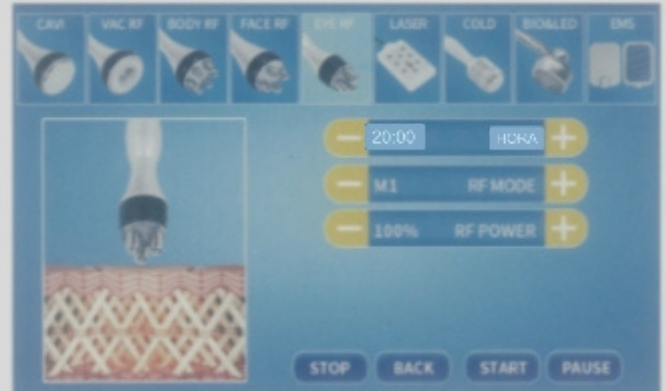 CAVI VAC RF BODY RF FACE RF EYE RF LASER COLD BIO&LED EMS
20:00 HORA
M1 RF MODE
100% RF POWER
STOP BACK START PAUSE